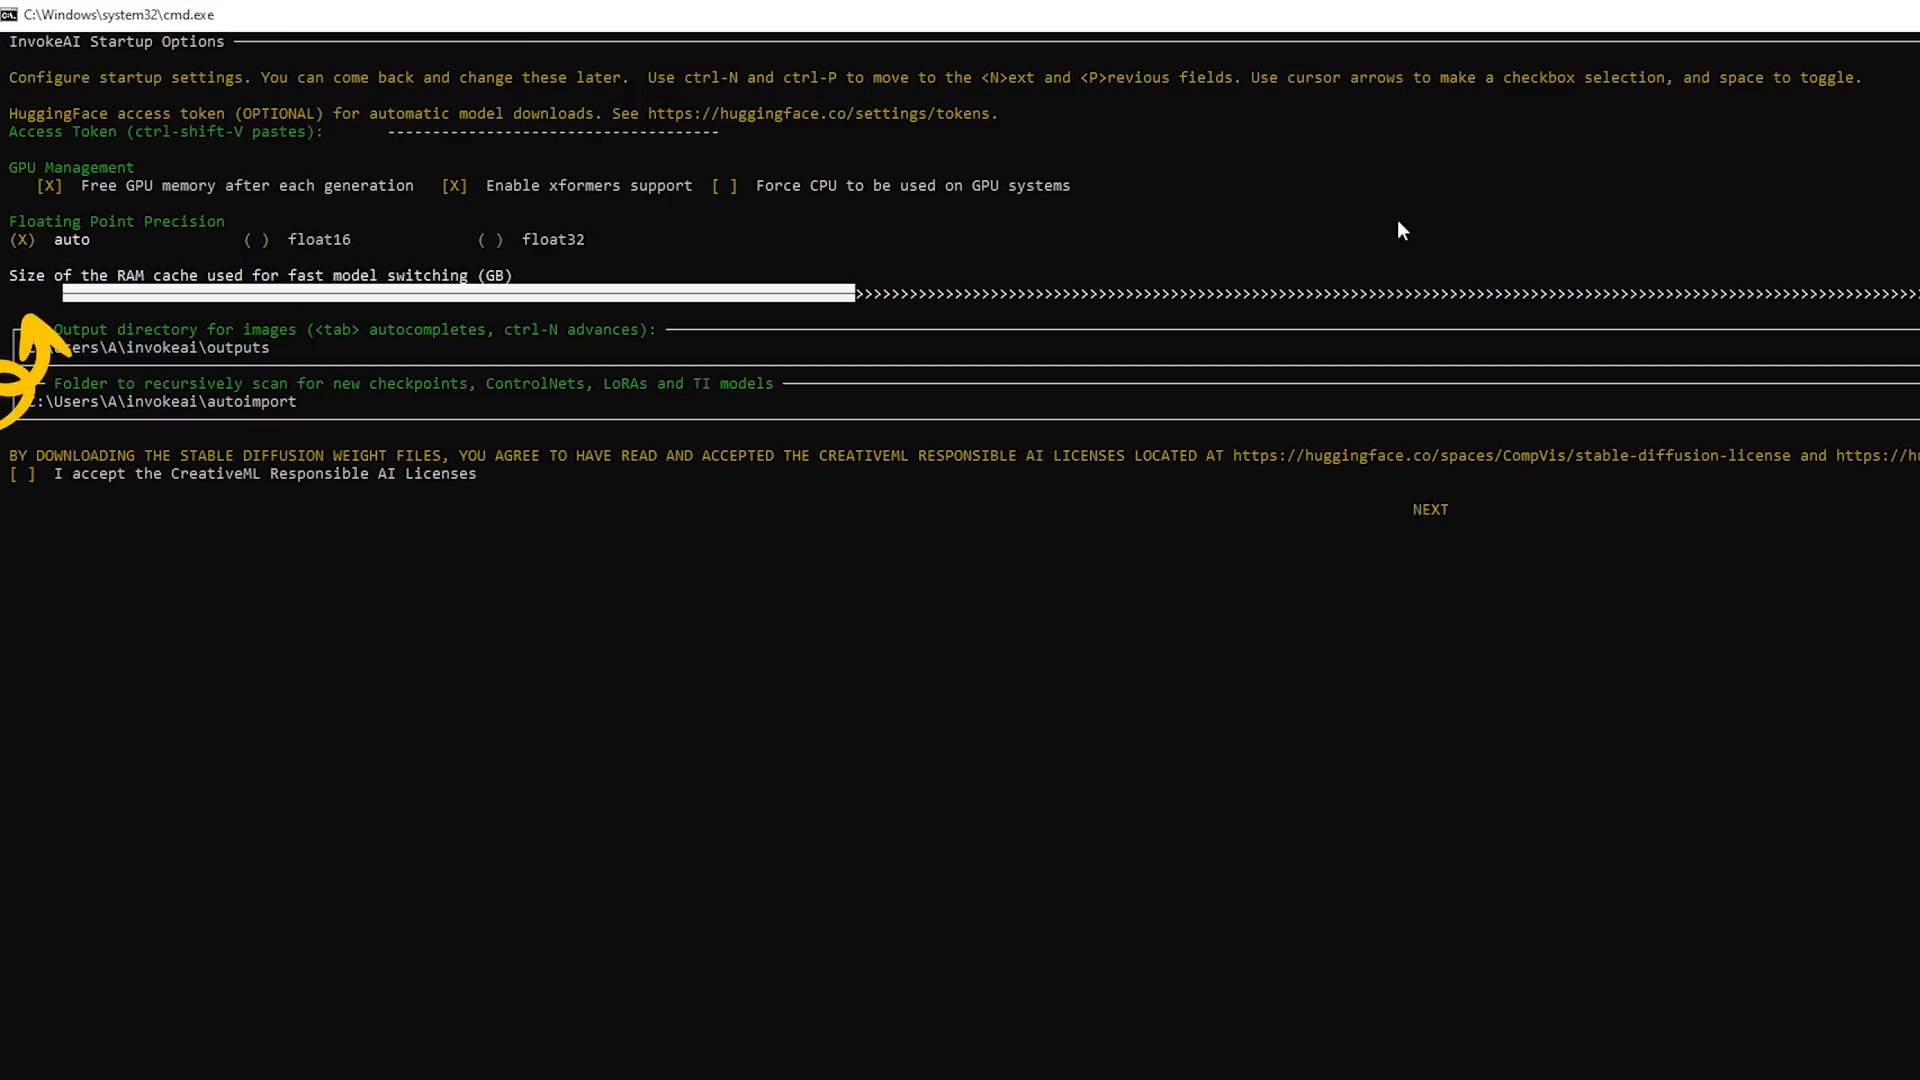 C:\Windows\system32\cmd.exe
InvokeAI Startup Options
Configure startup settings. You can come back and change these later.  Use ctrl-N and ctrl-P to move to the <N>ext and <P>revious fields. Use cursor arrows to make a checkbox selection, and space to toggle.
HuggingFace access token (OPTIONAL) for automatic model downloads. See https://huggingface.co/settings/tokens.
Access Token (ctrl-shift-V pastes):
GPU Management
[X] Free GPU memory after each generation [X] Enable xformers support [ ] Force CPU to be used on GPU systems
Floating Point Precision
(X) auto ( ) float16 ( ) float32
Size of the RAM cache used for fast model switching (GB)
Output directory for images (<tab> autocompletes, ctrl-N advances):
sers\A\invokeai\outputs
Folder to recursively scan for new checkpoints, ControlNets, LoRAs and TI models
:\Users\A\invokeai\autoimport
BY DOWNLOADING THE STABLE DIFFUSION WEIGHT FILES, YOU AGREE TO HAVE READ AND ACCEPTED THE CREATIVEML RESPONSIBLE AI LICENSES LOCATED AT https://huggingface.co/spaces/CompVis/stable-diffusion-license and https://hu
[ ] I accept the CreativeML Responsible AI Licenses
NEXT